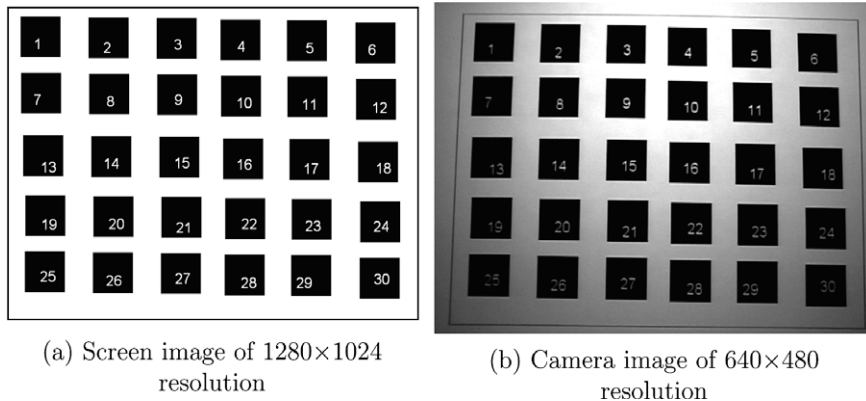 1 2 3 4 5 6
7 8 9 10 11 12
13 14 15 16 17 18
19 20 21 22 23 24
25 26 27 28 29 30
(a) Screen image of 1280×1024
resolution
1 2 3 4 5 6
7 8 9 10 11 12
13 14 15 16 17 18
19 20 21 22 23 24
25 26 27 28 29 30
(b) Camera image of 640×480
resolution